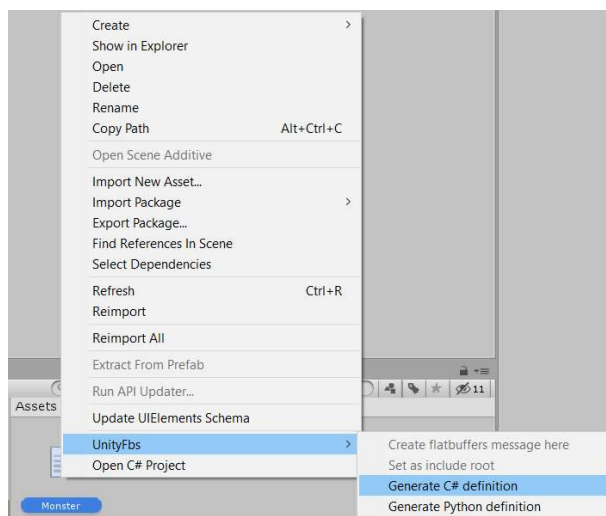 Create
Show in Explorer
Open
Delete
Rename
Copy Path Alt+Ctrl+C
Open Scene Additive
Import New Asset...
Import Package
Export Package...
Find References In Scene
Select Dependencies
Refresh Ctrl+R
Reimport
Reimport All
Extract From Prefab
Run API Updater...
11
Assets
Update UIElements Schema
UnityFbs
Create flatbuffers message here
Open C# Project
Set as include root
Generate C# definition
Monster
Generate Python definition